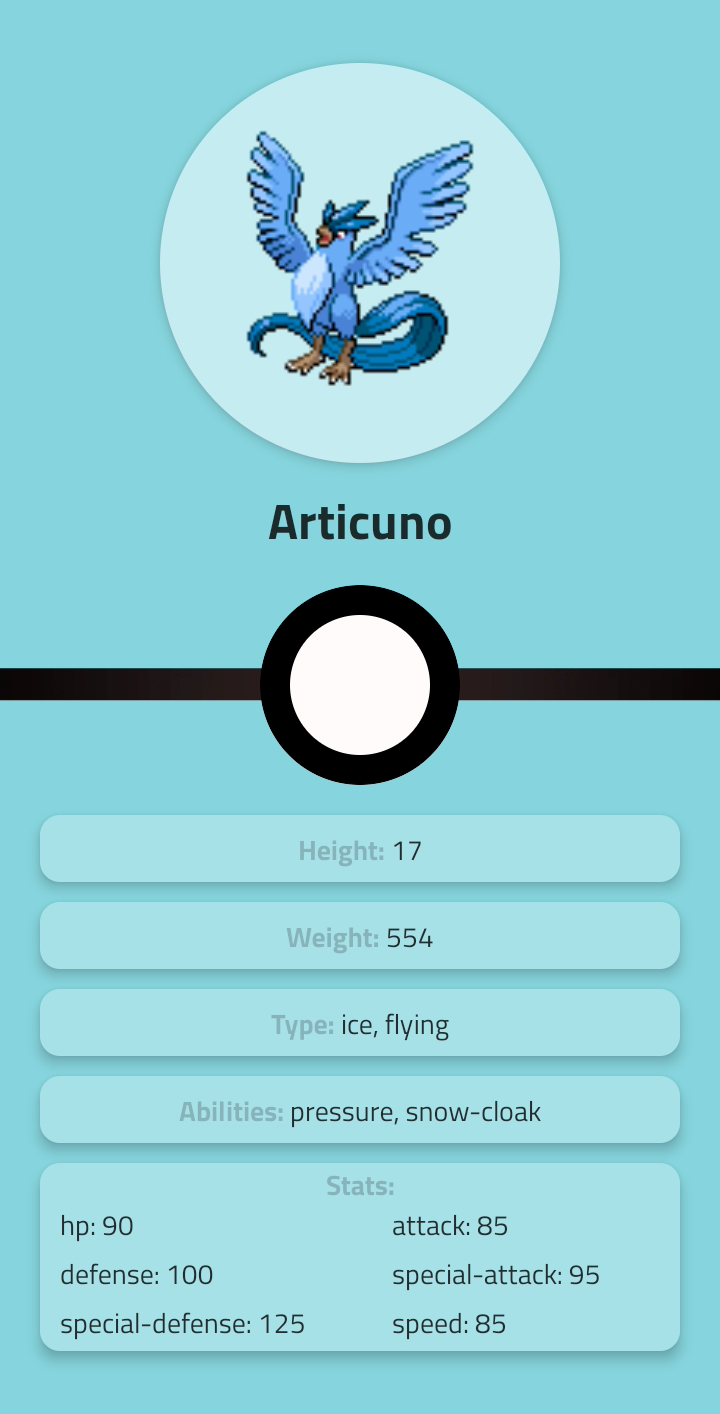 Articuno
Height: 17
Weight: 554
Type: ice, flying
Abilities: pressure, snow-cloak
Stats:
hp: 90 attack: 85
defense: 100 special-attack: 95
special-defense: 125 speed: 85